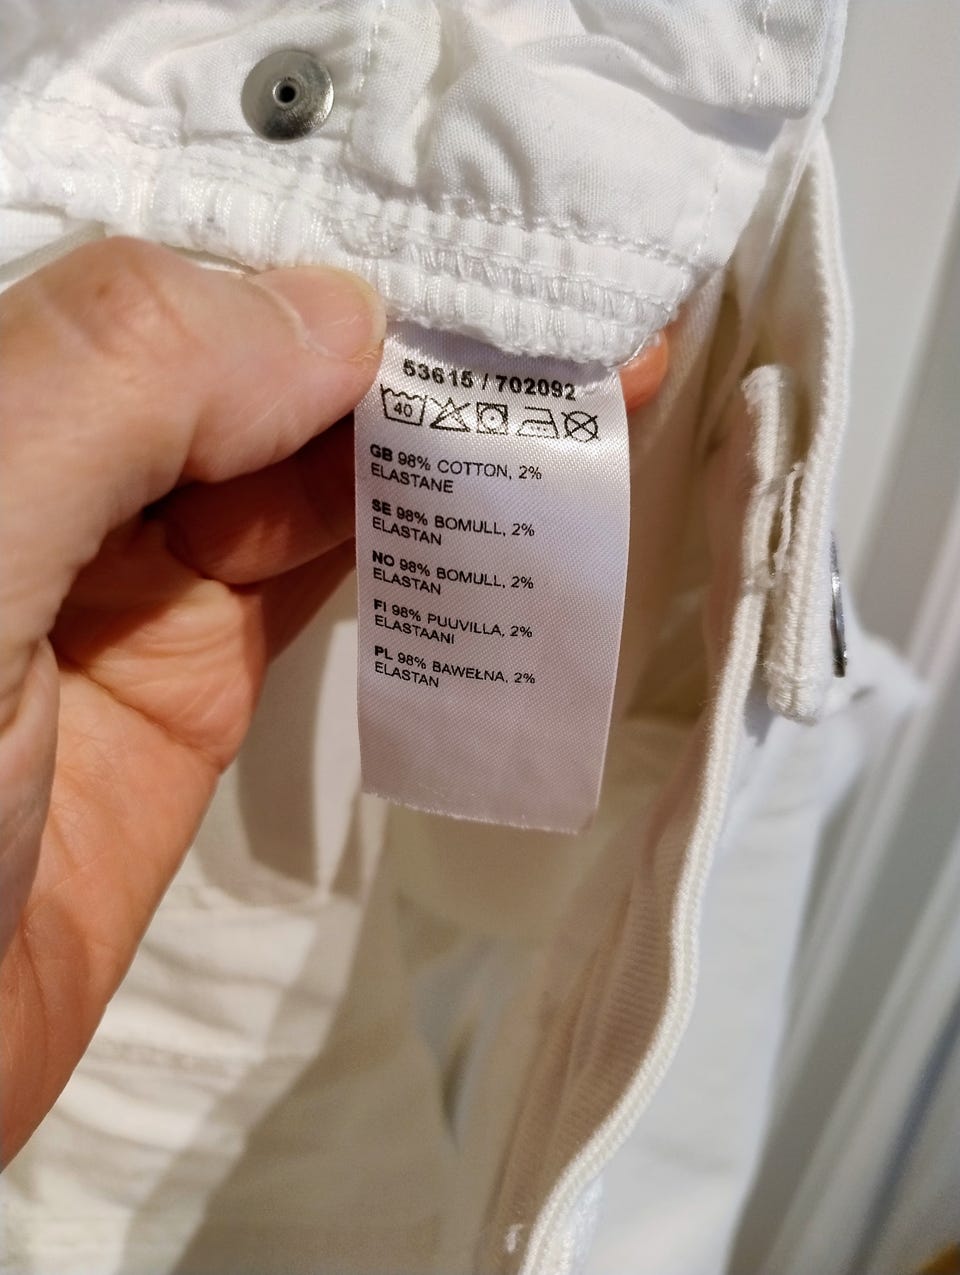 53615 / 702092
40
GB 98% COTTON, 2%
ELASTANE
SE 98% BOMULL, 2%
ELASTAN
NO 98% BOMULL, 2%
ELASTAN
FI 98% PUUVILLA, 2%
ELASTAANI
PL 98% BAWEŁNA, 2%
ELASTAN